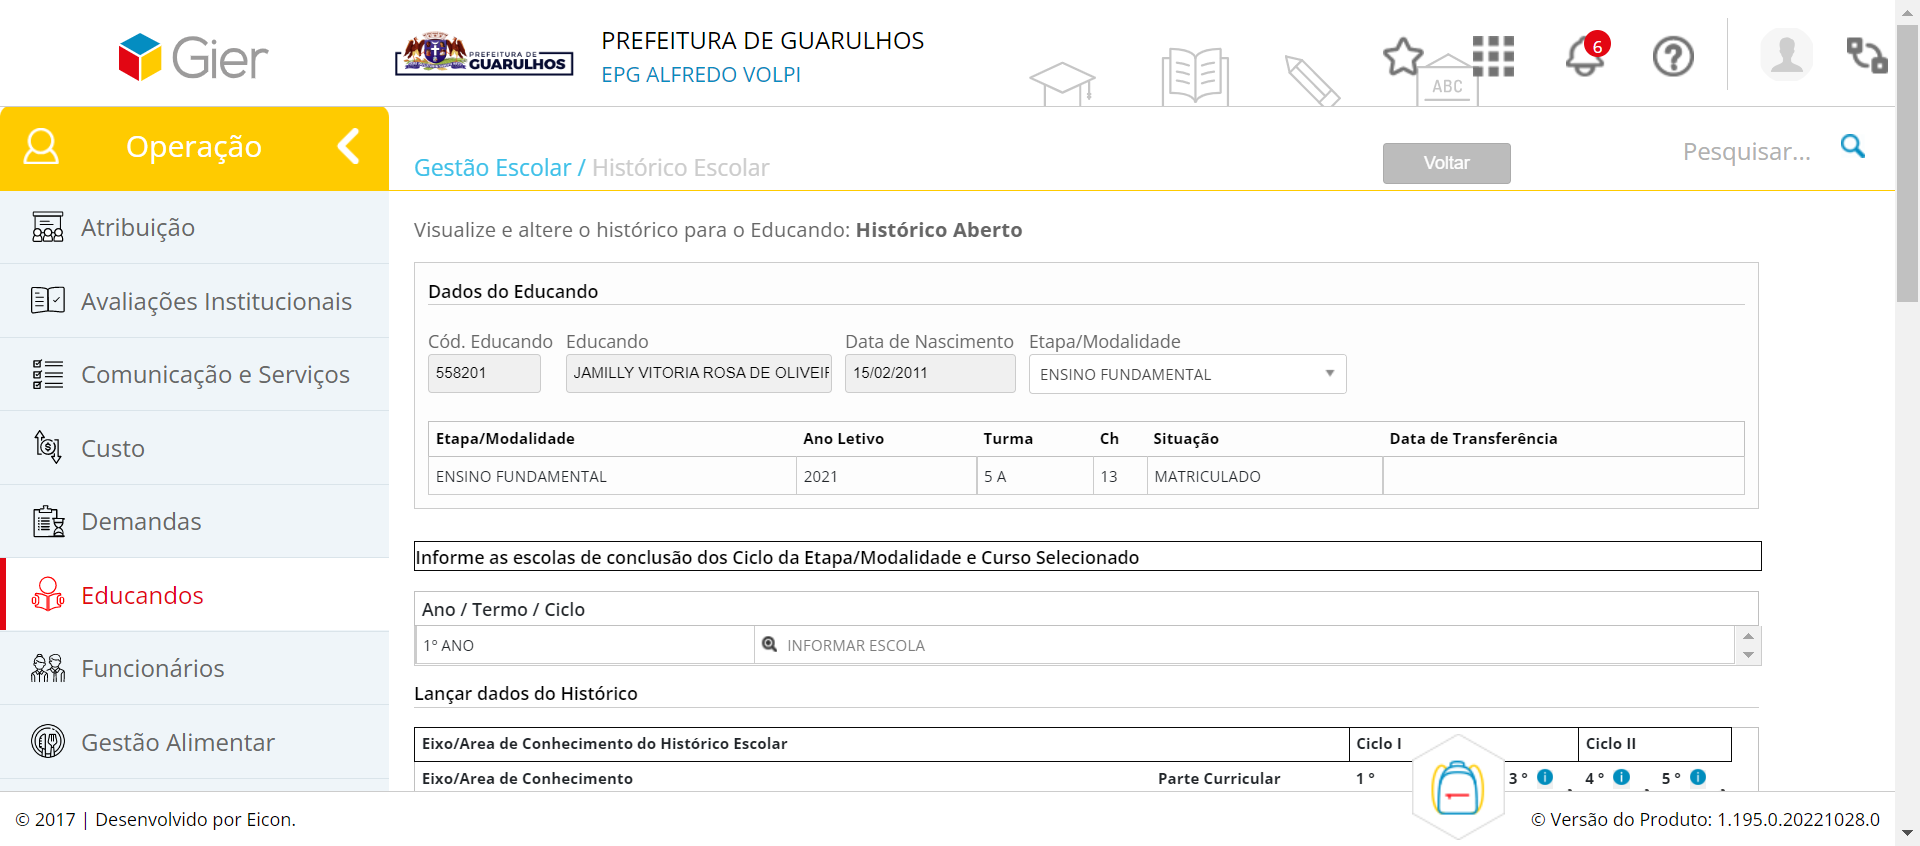 Gier
PREFEITURA DE
GUARULHOS
PREFEITURA DE GUARULHOS
EPG ALFREDO VOLPI
ABC
6
Operação
Gestão Escolar / Histórico Escolar
Voltar
Pesquisar...
Atribuição
Avaliações Institucionais
Comunicação e Serviços
Custo
Demandas
Educandos
Funcionários
Gestão Alimentar
Visualize e altere o histórico para o Educando: Histórico Aberto
Dados do Educando
Cód. Educando Educando Data de Nascimento Etapa/Modalidade
558201 JAMILLY VITORIA ROSA DE 15/02/2011 ENSINO FUNDAMENTAL
Etapa/Modalidade Ano Letivo Turma Ch Situação Data de Transferência
ENSINO FUNDAMENTAL 2021 5 A 13 MATRICULADO
Informe as escolas de conclusão dos Ciclo da Etapa/Modalidade e Curso Selecionado
Ano / Termo / Ciclo
1º ANO INFORMAR ESCOLA
Lançar dados do Histórico
Eixo/Area de Conhecimento do Histórico Escolar Ciclo I Ciclo II
Eixo/Area de Conhecimento Parte Curricular 1 º 3 º 4 º 5 º
© 2017 | Desenvolvido por Eicon.
© Versão do Produto: 1.195.0.20221028.0